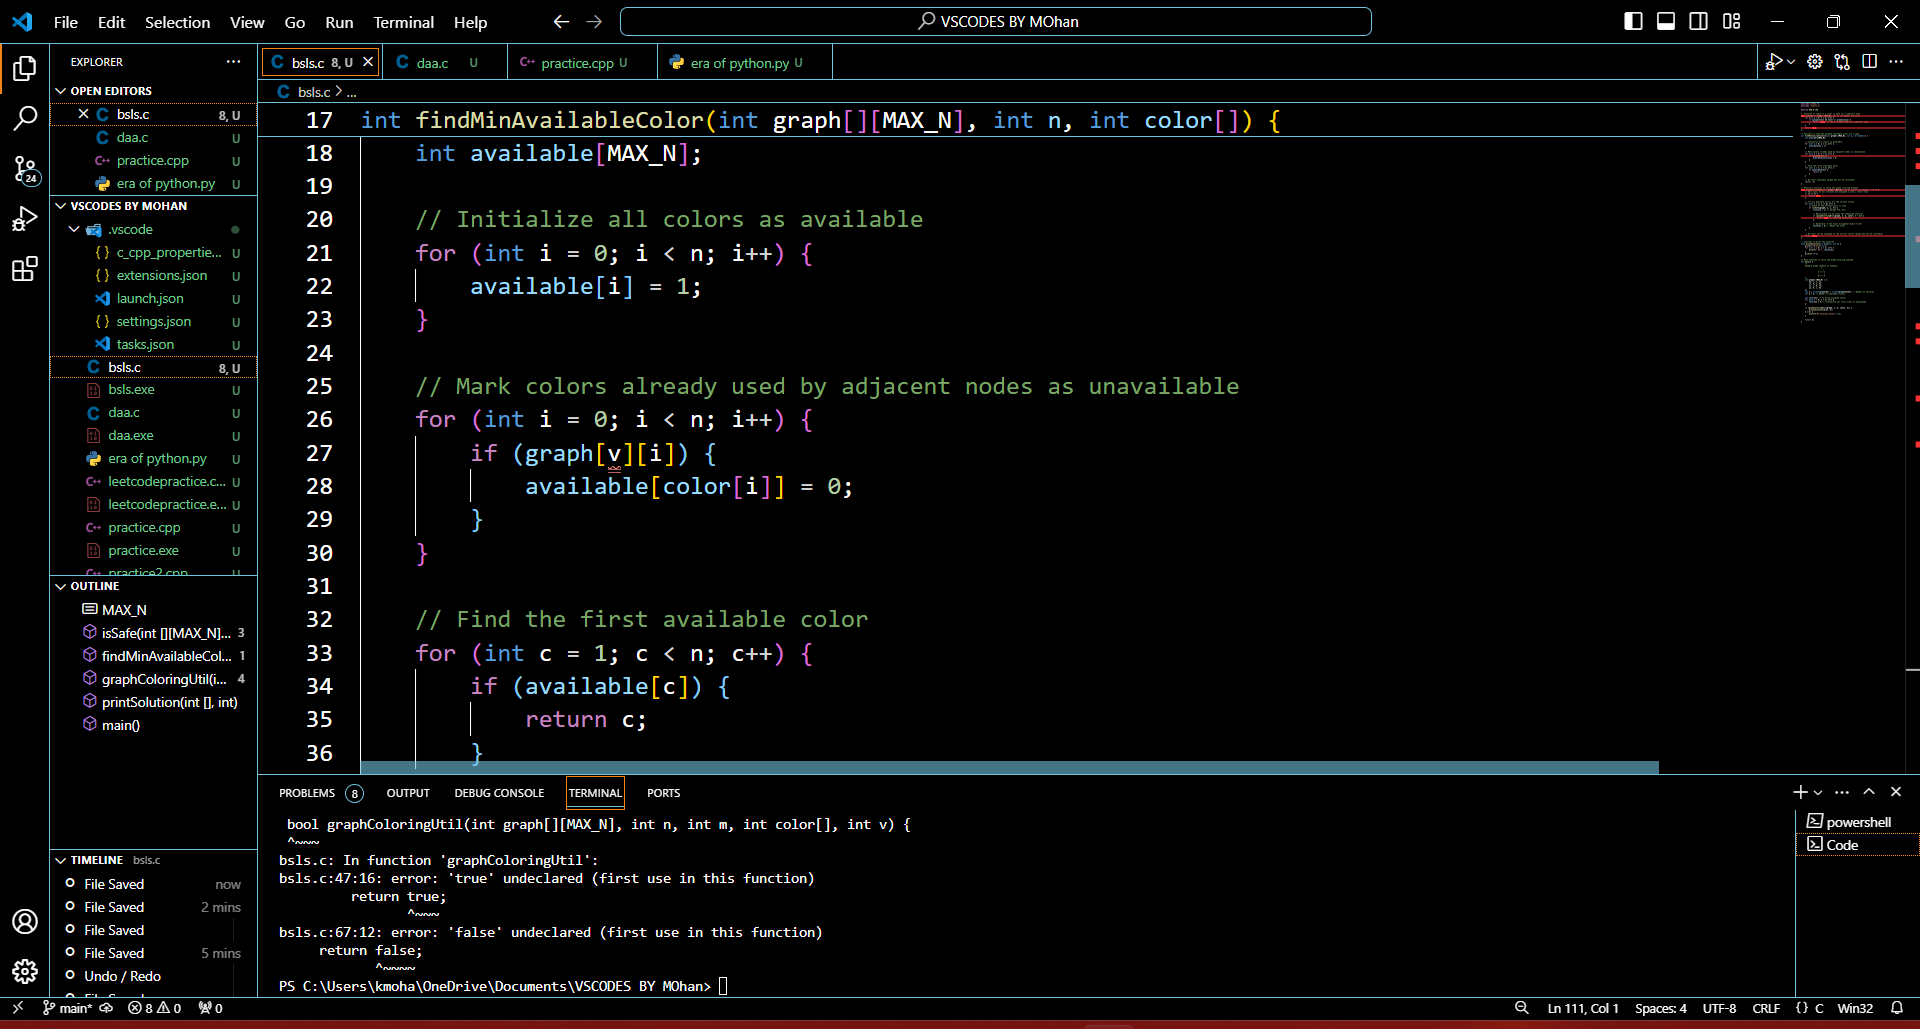 File Edit Selection View Go Run Terminal Help
VSCODES BY MOhan
EXPLORER
OPEN EDITORS
bsls.c 8, U
daa.c U
practice.cpp U
era of python.py U
VSCODES BY MOHAN
.vscode
c_cpp_propertie... U
extensions.json U
launch.json U
settings.json U
tasks.json U
bsls.c 8, U
bsls.exe U
daa.c U
daa.exe U
era of python.py U
leetcodepractice.c... U
leetcodepractice.e... U
practice.cpp U
practice.exe U
practice2.cpp U
OUTLINE
MAX_N
isSafe(int [][MAX_N]... 3
findMinAvailableCol... 1
graphColoringUtil(i... 4
printSolution(int [], int)
main()
TIMELINE bsls.c
File Saved now
File Saved 2 mins
File Saved
File Saved 5 mins
Undo / Redo
File Saved
bsls.c 8, U
daa.c U
practice.cpp U
era of python.py U
bsls.c > ...
17 int findMinAvailableColor(int graph[][MAX_N], int n, int color[]) {
18 int available[MAX_N];
19
20 // Initialize all colors as available
21 for (int i = 0; i < n; i++) {
22 available[i] = 1;
23 }
24
25 // Mark colors already used by adjacent nodes as unavailable
26 for (int i = 0; i < n; i++) {
27 if (graph[v][i]) {
28 available[color[i]] = 0;
29 }
30 }
31
32 // Find the first available color
33 for (int c = 1; c < n; c++) {
34 if (available[c]) {
35 return c;
36 }
PROBLEMS 8 OUTPUT DEBUG CONSOLE TERMINAL PORTS
bool graphColoringUtil(int graph[][MAX_N], int n, int m, int color[], int v) {
^~~~
bsls.c: In function 'graphColoringUtil':
bsls.c:47:16: error: 'true' undeclared (first use in this function)
return true;
^~~~
bsls.c:67:12: error: 'false' undeclared (first use in this function)
return false;
^~~~~
PS C:\Users\kmoha\OneDrive\Documents\VSCODES BY MOhan>
powershell
Code
24
main* 8 0 0 Ln 111, Col 1 Spaces: 4 UTF-8 CRLF {} C Win32